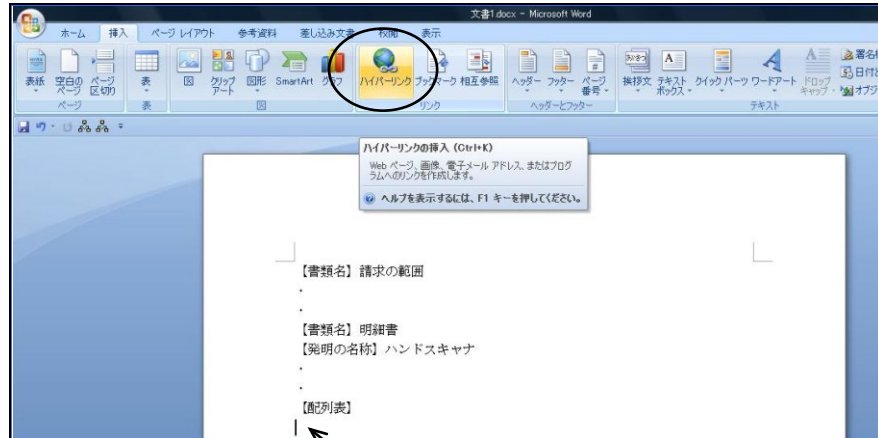 文書1.docx - Microsoft Word
ホーム 挿入 ページ レイアウト 参考資料 差し込み文書 校閲 表示
表紙 空白の ページ ページ 区切り 表 図 クリップ アート 図形 SmartArt グラフ ハイパーリンク ブックマーク 相互参照 ヘッダー フッター ページ 番号 挨拶文 テキスト ボックス クイック パーツ ワードアート ドロップ キャップ 署名 日付 オブジ
ページ 表 図 リンク ヘッダーとフッター テキスト
ハイパーリンクの挿入 (Ctrl+K)
Web ページ、画像、電子メール アドレス、またはプログ
ラムへのリンクを作成します。
ヘルプを表示するには、F1 キーを押してください。
【書類名】請求の範囲
・
・
【書類名】明細書
【発明の名称】ハンドスキャナ
・
・
【配列表】